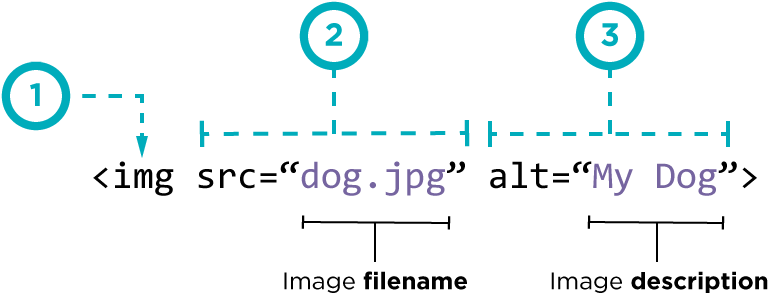 1 2 3
<img src=“dog.jpg” alt=“My Dog”>
Image filename Image description